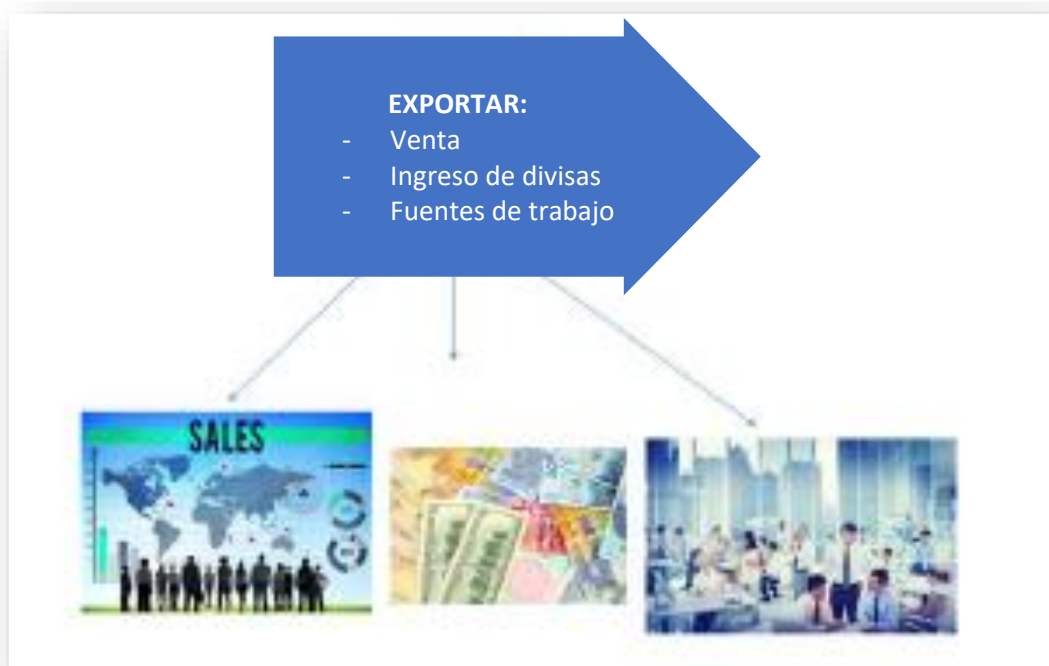 EXPORTAR:
- Venta
- Ingreso de divisas
- Fuentes de trabajo
SALES